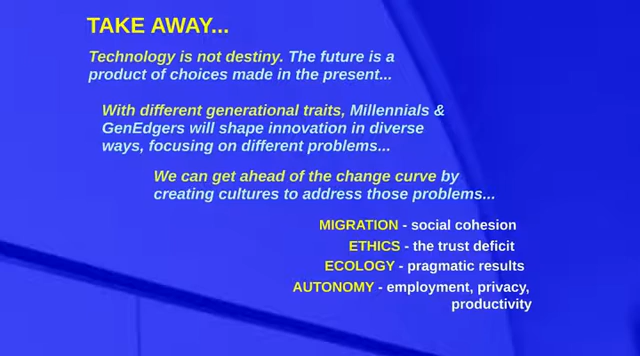 TAKE AWAY...
Technology is not destiny. The future is a
product of choices made in the present...
With different generational traits, Millennials &
GenEdgers will shape innovation in diverse
ways, focusing on different problems...
We can get ahead of the change curve by
creating cultures to address those problems...
MIGRATION - social cohesion
ETHICS - the trust deficit
ECOLOGY - pragmatic results
AUTONOMY - employment, privacy,
productivity